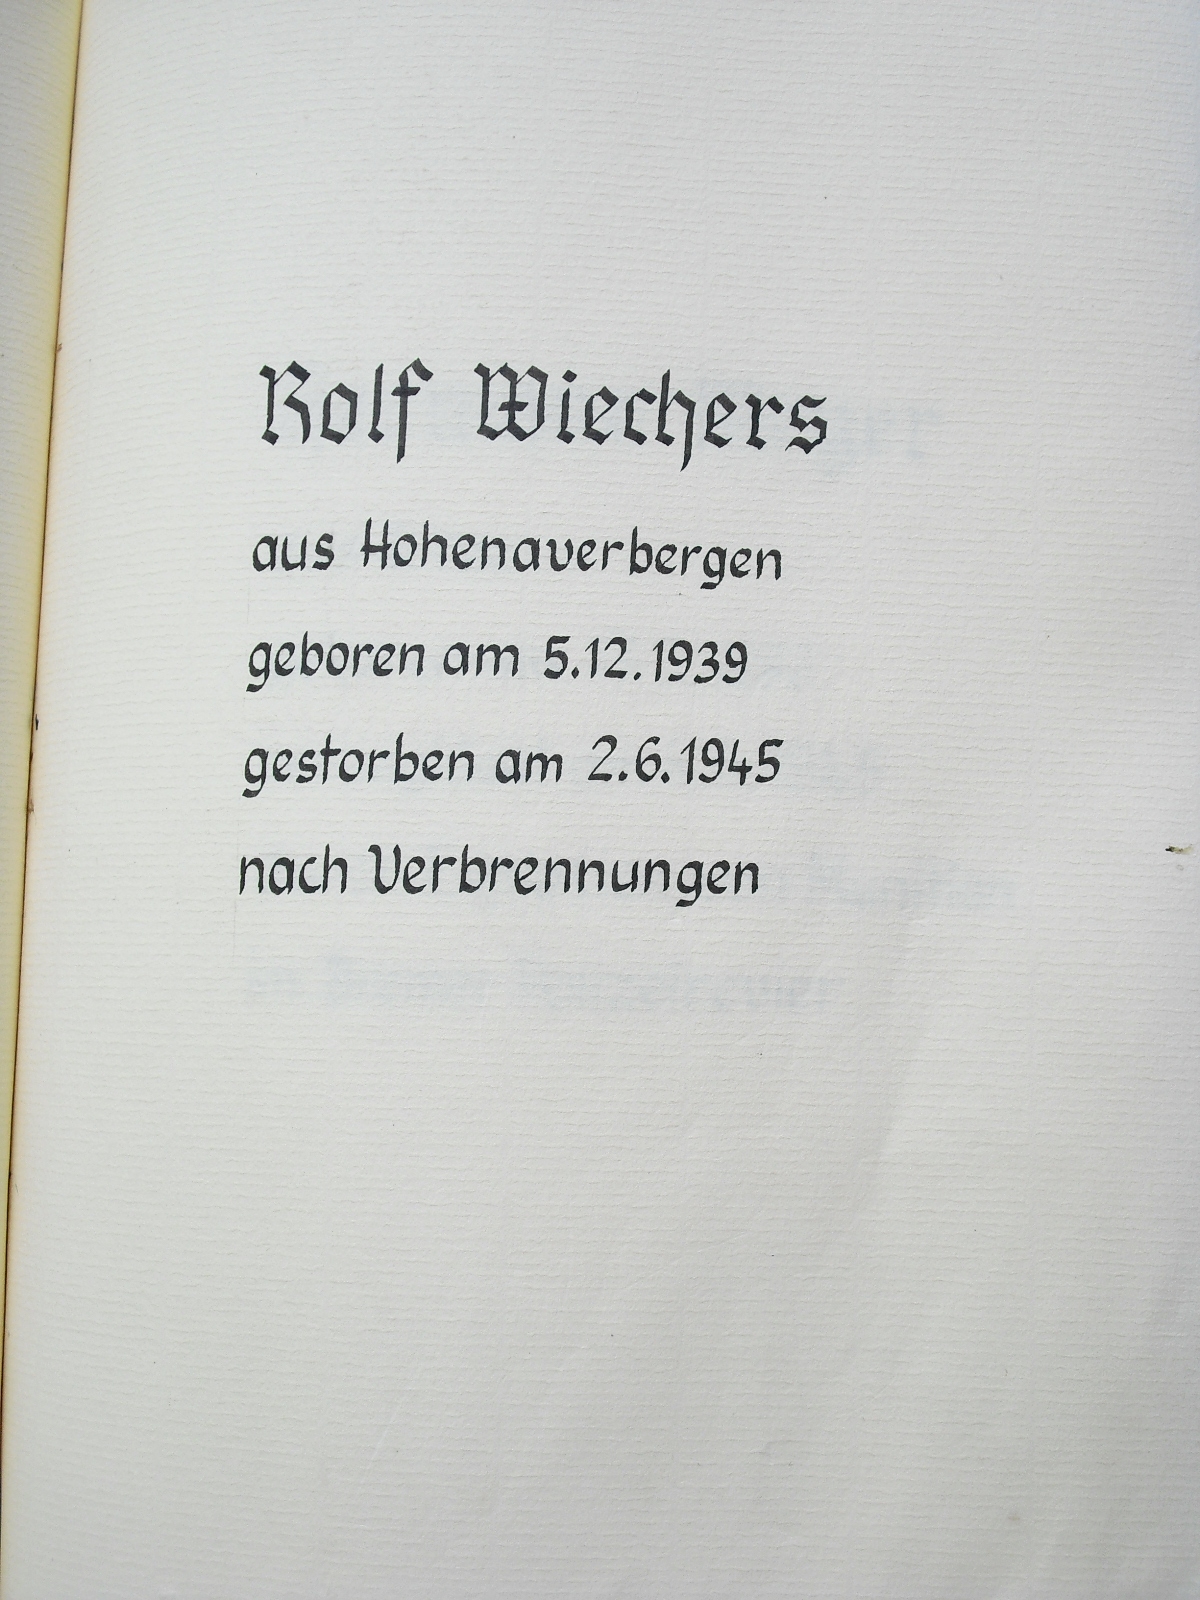 Rolf Wiechers
aus Hohenaverbergen
geboren am 5.12.1939
gestorben am 2.6.1945
nach Verbrennungen